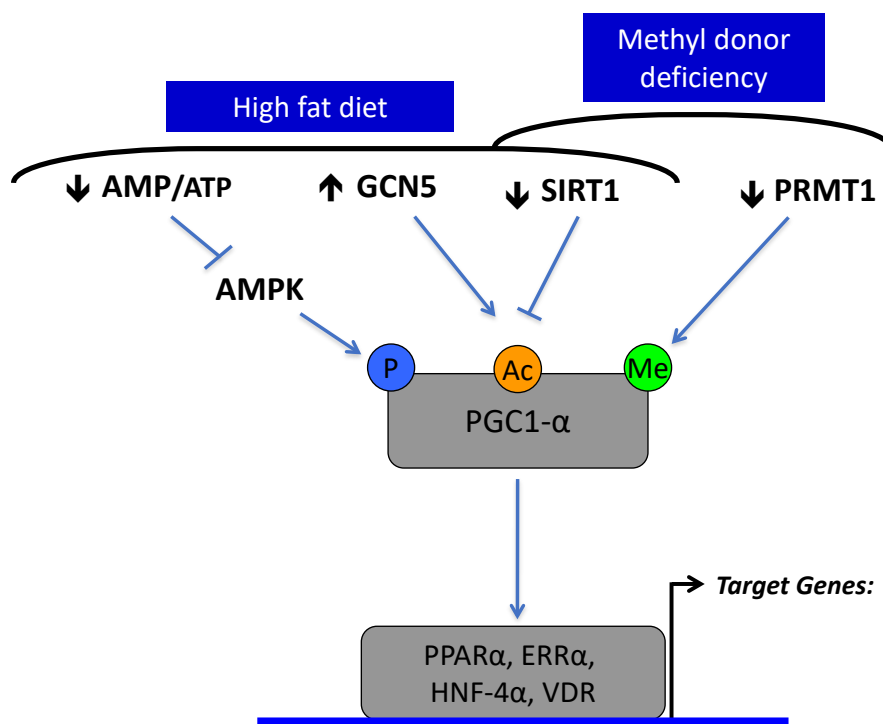 Methyl donor
deficiency
High fat diet
↓ AMP/ATP
↑ GCN5
↓ SIRT1
↓ PRMT1
AMPK
P
Ac
Me
PGC1-α
Target Genes:
PPARα, ERRα,
HNF-4α, VDR